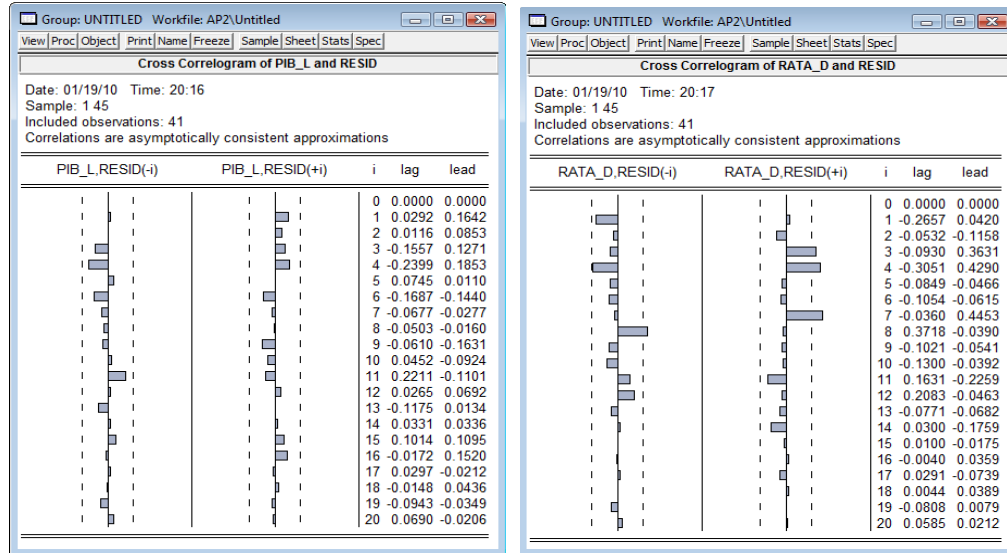 Group: UNTITLED Workfile: AP2\Untitled
View Proc Object Print Name Freeze Sample Sheet Stats Spec
Cross Correlogram of PIB_L and RESID
Date: 01/19/10 Time: 20:16
Sample: 1 45
Included observations: 41
Correlations are asymptotically consistent approximations
PIB_L,RESID(-i) PIB_L,RESID(+i) i lag lead
0 0.0000 0.0000
1 0.0292 0.1642
2 0.0116 0.0853
3 -0.1557 0.1271
4 -0.2399 0.1853
5 0.0745 0.0110
6 -0.1687 -0.1440
7 -0.0677 -0.0277
8 -0.0503 -0.0160
9 -0.0610 -0.1631
10 0.0452 -0.0924
11 0.2211 -0.1101
12 0.0265 0.0692
13 -0.1175 0.0134
14 0.0331 0.0336
15 0.1014 0.1095
16 -0.0172 0.1520
17 0.0297 -0.0212
18 -0.0148 0.0436
19 -0.0943 -0.0349
20 0.0690 -0.0206
Group: UNTITLED Workfile: AP2\Untitled
View Proc Object Print Name Freeze Sample Sheet Stats Spec
Cross Correlogram of RATA_D and RESID
Date: 01/19/10 Time: 20:17
Sample: 1 45
Included observations: 41
Correlations are asymptotically consistent approximations
RATA_D,RESID(-i) RATA_D,RESID(+i) i lag lead
0 0.0000 0.0000
1 -0.2657 0.0420
2 -0.0532 -0.1158
3 -0.0930 0.3631
4 -0.3051 0.4290
5 -0.0849 -0.0466
6 -0.1054 -0.0615
7 -0.0360 0.4453
8 0.3718 -0.0390
9 -0.1021 -0.0541
10 -0.1300 -0.0392
11 0.1631 -0.2259
12 0.2083 -0.0463
13 -0.0771 -0.0682
14 0.0300 -0.1759
15 0.0100 -0.0175
16 -0.0040 0.0359
17 0.0291 -0.0739
18 0.0044 0.0389
19 -0.0808 0.0079
20 0.0585 0.0212